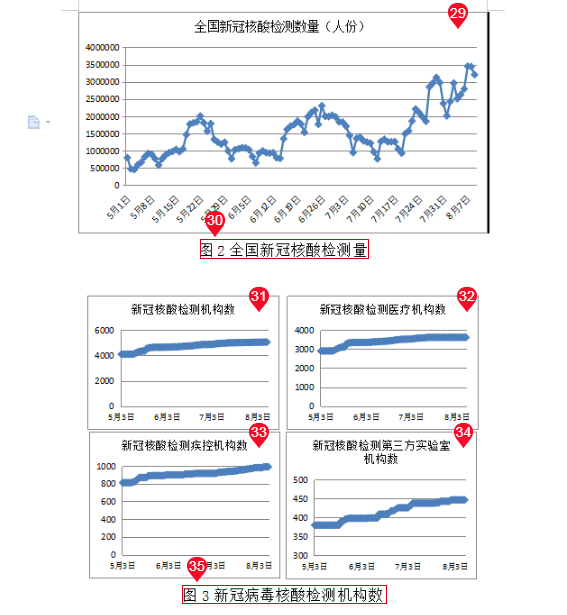 29
全国新冠核酸检测数量（人份）
4000000
3500000
3000000
2500000
2000000
1500000
1000000
500000
0
5月1日 5月8日 5月15日 5月22日 5月29日 6月5日 6月12日 6月19日 6月26日 7月3日 7月10日 7月17日 7月24日 7月31日 8月7日
30
图 2 全国新冠核酸检测量
31
新冠核酸检测机构数
6000
4000
2000
0
5月3日 6月3日 7月3日 8月3日
32
新冠核酸检测医疗机构数
4000
3000
2000
1000
0
5月3日 6月3日 7月3日 8月3日
33
新冠核酸检测疾控机构数
1000
800
600
400
200
0
5月3日 6月3日 7月3日 8月3日
34
新冠核酸检测第三方实验室
机构数
500
450
400
350
300
5月3日 6月3日 7月3日 8月3日
35
图 3 新冠病毒核酸检测机构数